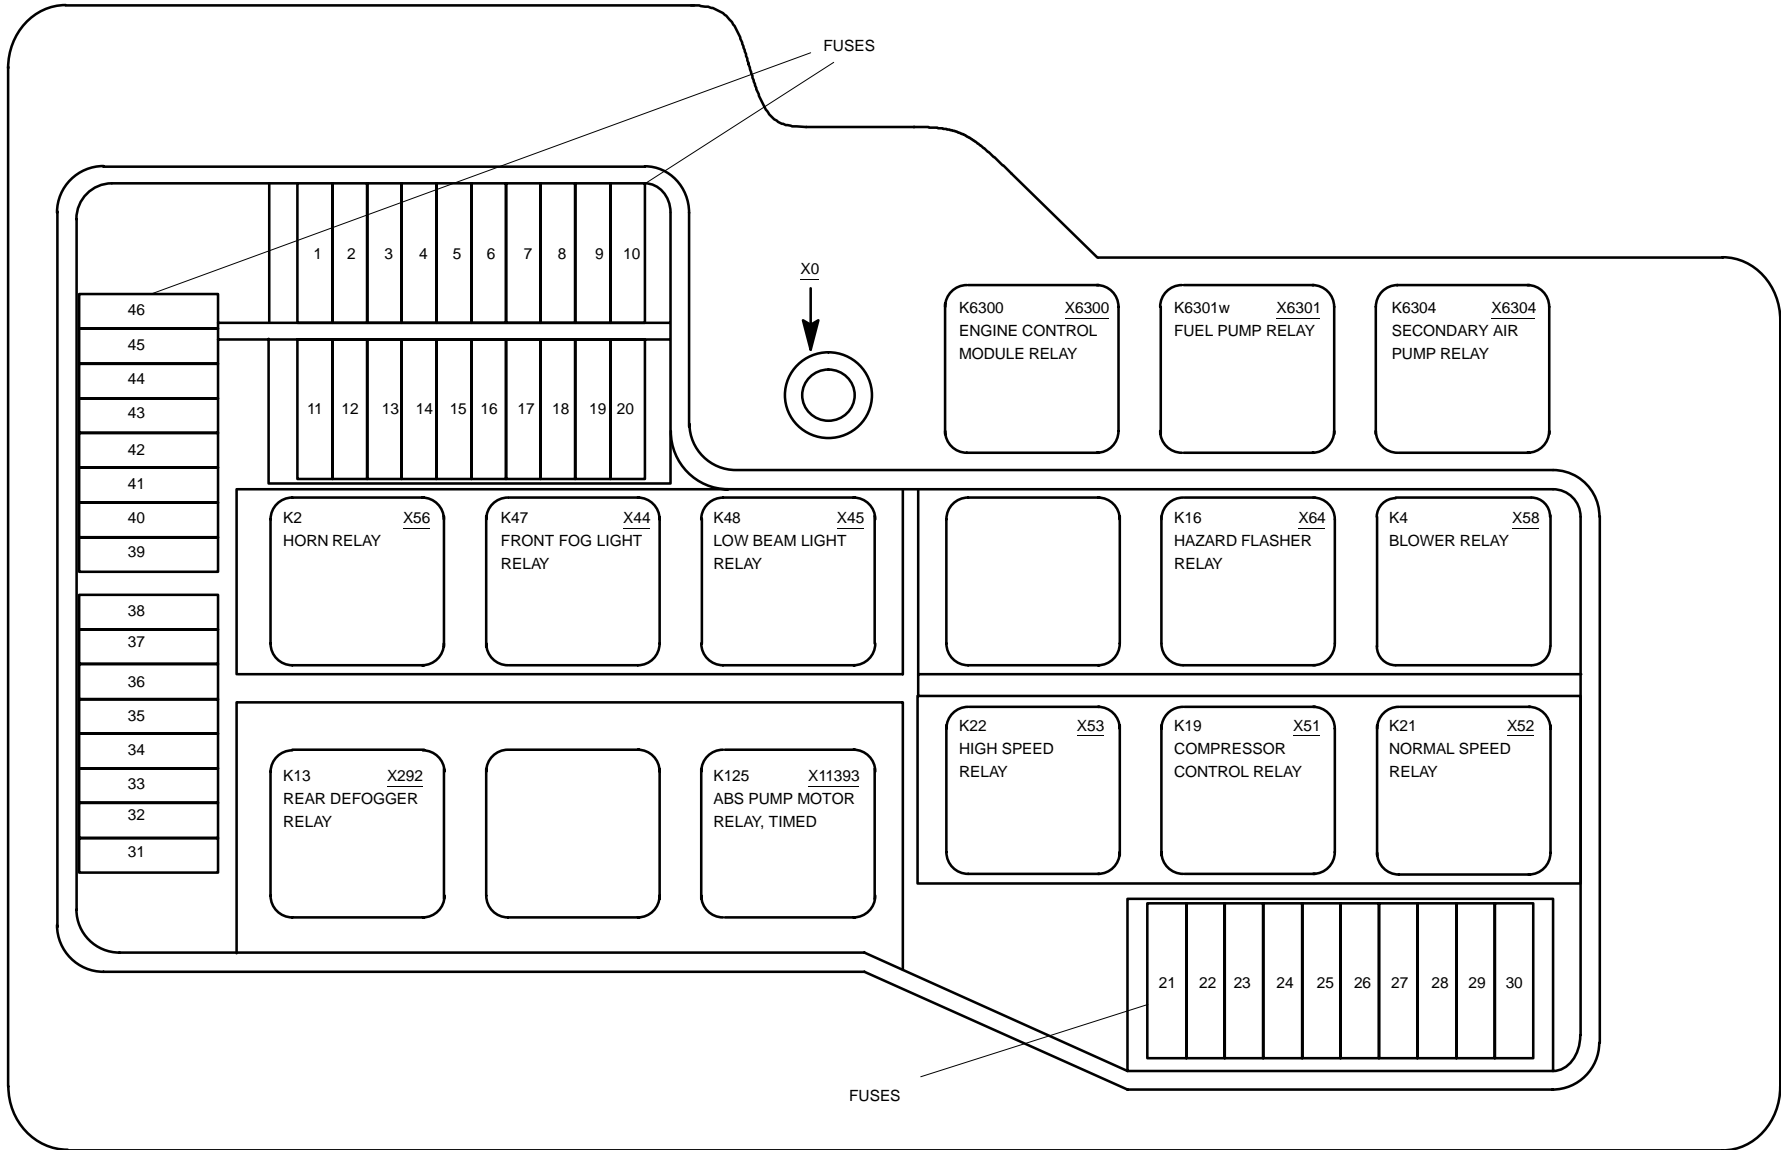 FUSES
1 2 3 4 5 6 7 8 9 10
X0
46
45
44
43
42
41
40
39
11 12 13 14 15 16 17 18 19 20
K6300 X6300
ENGINE CONTROL
MODULE RELAY
K6301w X6301
FUEL PUMP RELAY
K6304 X6304
SECONDARY AIR
PUMP RELAY
K2 X56
HORN RELAY
K47 X44
FRONT FOG LIGHT
RELAY
K48 X45
LOW BEAM LIGHT
RELAY
K16 X64
HAZARD FLASHER
RELAY
K4 X58
BLOWER RELAY
38
37
36
35
34
33
32
31
K13 X292
REAR DEFOGGER
RELAY
K125 X11393
ABS PUMP MOTOR
RELAY, TIMED
K22 X53
HIGH SPEED
RELAY
K19 X51
COMPRESSOR
CONTROL RELAY
K21 X52
NORMAL SPEED
RELAY
21 22 23 24 25 26 27 28 29 30
FUSES